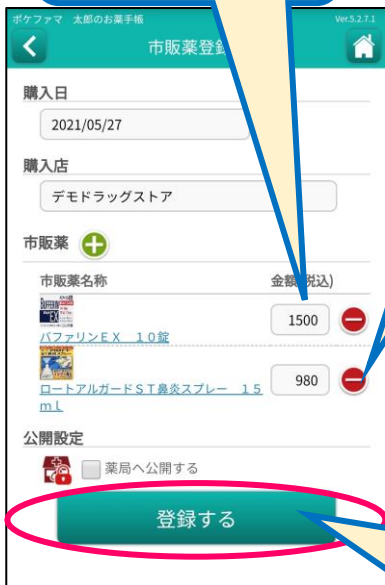 ポケファマ 太郎のお薬手帳
Ver.5.2.7.1
市販薬登録
購入日
2021/05/27
購入店
デモドラッグストア
市販薬
市販薬名称
金額(税込)
バファリンEX 10錠
1500
ロートアルガードST鼻炎スプレー 15
mL
980
公開設定
薬局へ公開する
登録する